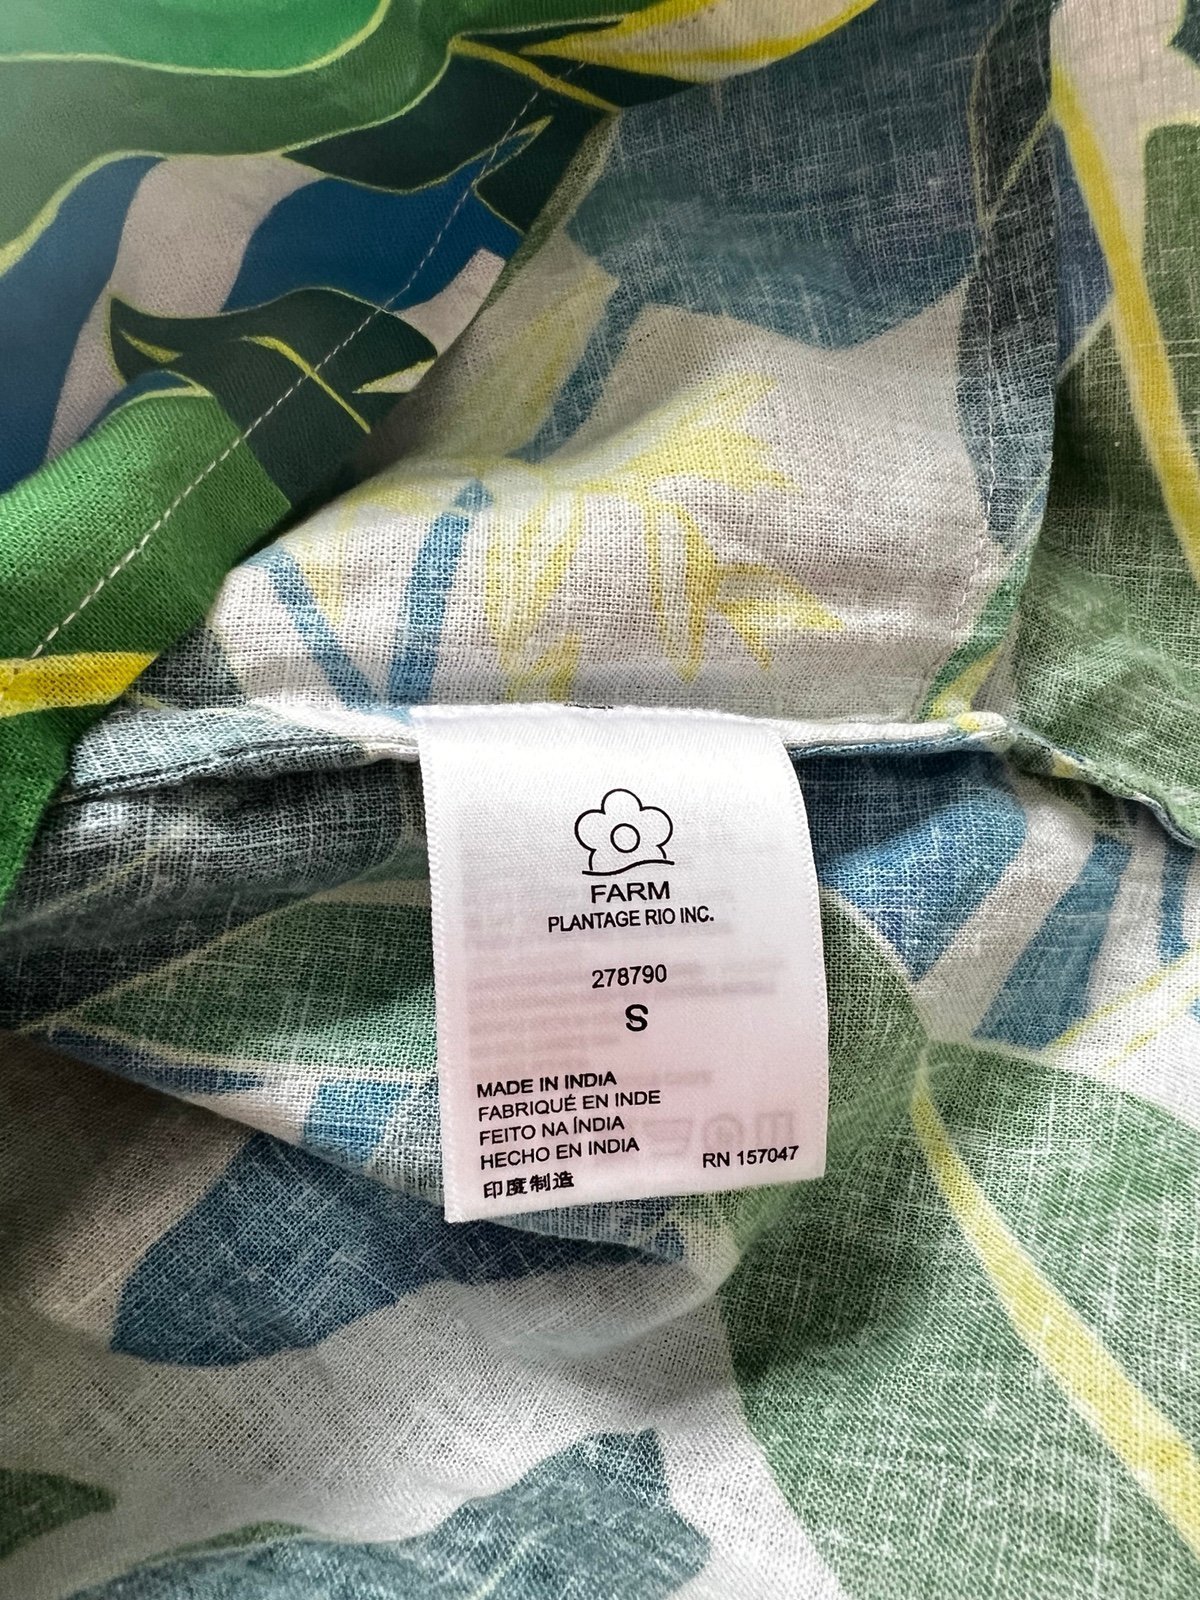 FARM
PLANTAGE RIO INC.
278790
S
MADE IN INDIA
FABRIQUÉ EN INDE
FEITO NA ÍNDIA
HECHO EN INDIA
印度制造
RN 157047